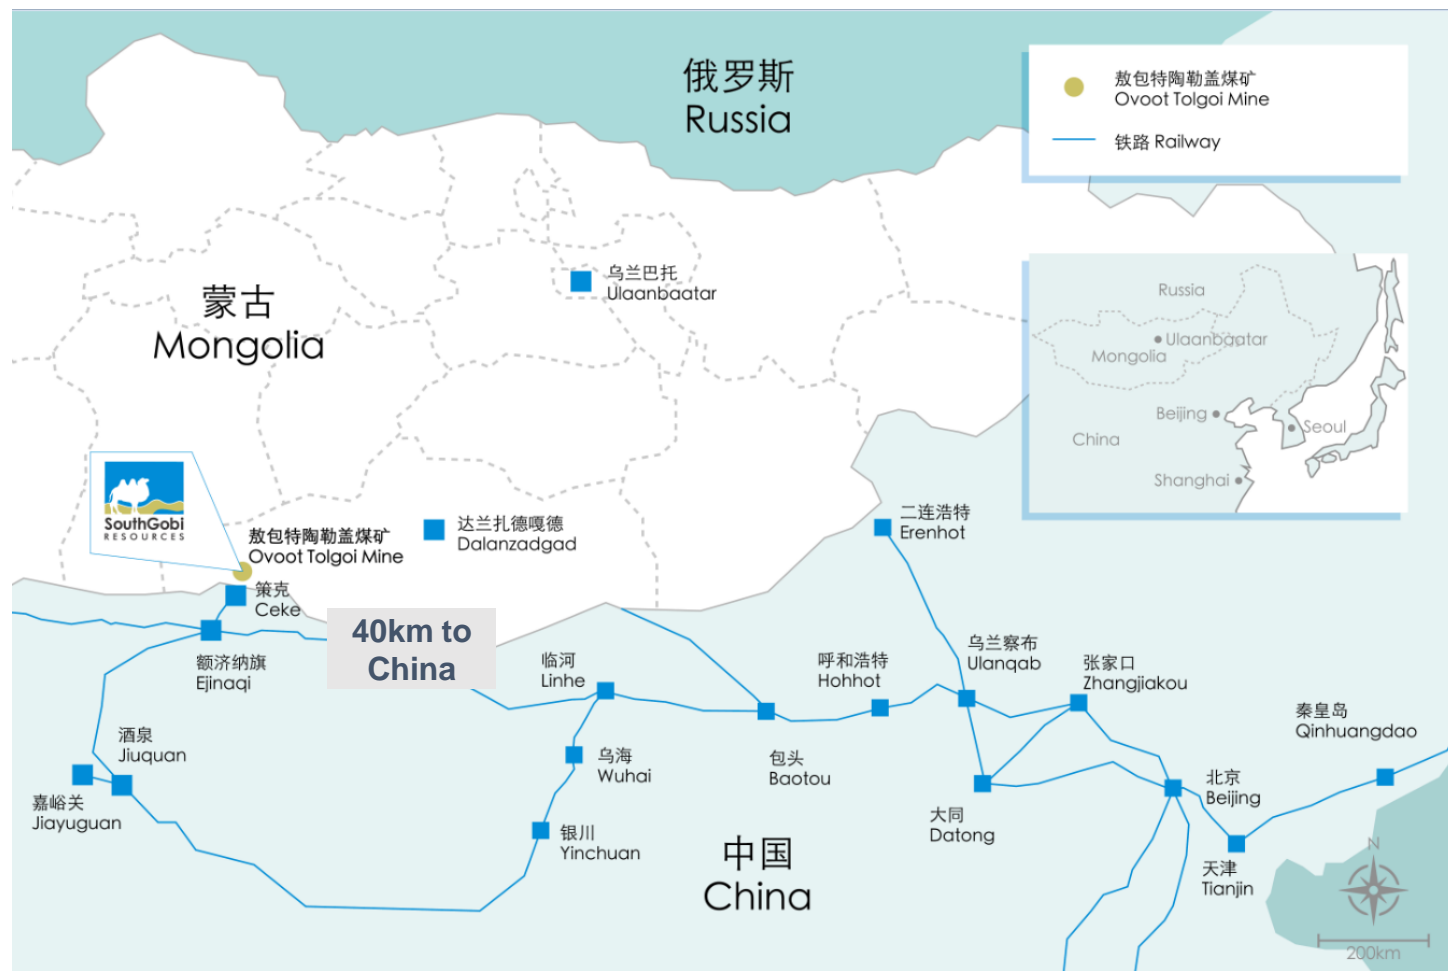 俄罗斯
Russia
敖包特陶勒盖煤矿
Ovoot Tolgoi Mine
铁路 Railway
蒙古
Mongolia
乌兰巴托
Ulaanbaatar
Russia
Ulaanbaatar
Mongolia
Beijing
Seoul
China
Shanghai
SouthGobi
RESOURCES
敖包特陶勒盖煤矿
Ovoot Tolgoi Mine
达兰扎德嘎德
Dalanzadgad
二连浩特
Erenhot
策克
Ceke
40km to
China
额济纳旗
Ejinaqi
临河
Linhe
呼和浩特
Hohhot
乌兰察布
Ulanqab
张家口
Zhangjiakou
秦皇岛
Qinhuangdao
酒泉
Jiuquan
乌海
Wuhai
包头
Baotou
北京
Beijing
嘉峪关
Jiayuguan
银川
Yinchuan
大同
Datong
中国
China
天津
Tianjin
N
200km